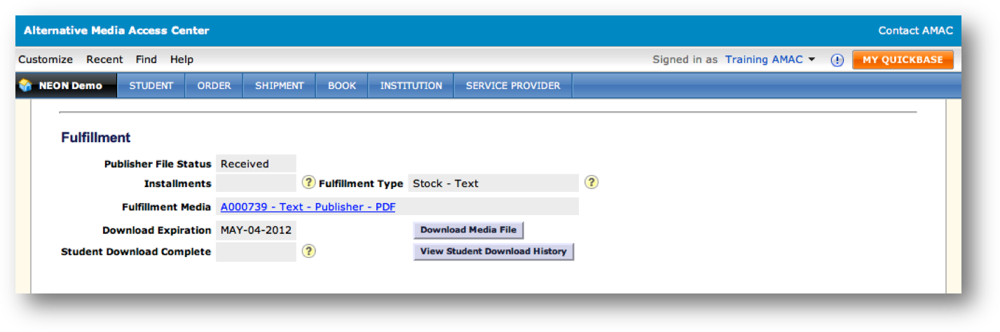 Alternative Media Access Center Contact AMAC
Customize Recent Find Help Signed in as Training AMAC MY QUICKBASE
NEON Demo STUDENT ORDER SHIPMENT BOOK INSTITUTION SERVICE PROVIDER
Fulfillment
Publisher File Status Received
Installments ? Fulfillment Type Stock - Text ?
Fulfillment Media A000739 - Text - Publisher - PDF
Download Expiration MAY-04-2012 Download Media File
Student Download Complete ? View Student Download History